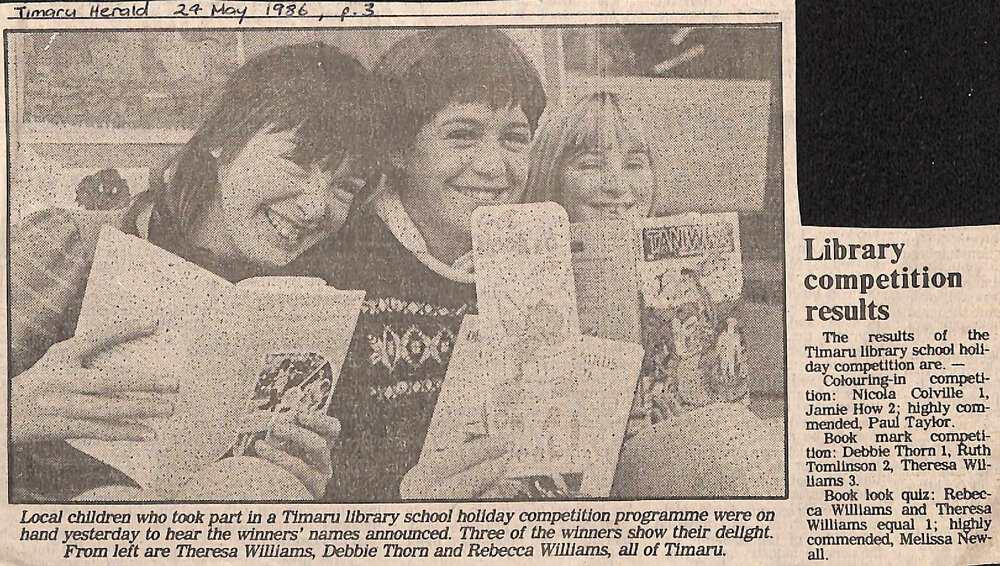 Timaru Herald 24 May 1986, p.3
TANIWHA
Local children who took part in a Timaru library school holiday competition programme were on
hand yesterday to hear the winners' names announced. Three of the winners show their delight.
From left are Theresa Williams, Debbie Thorn and Rebecca Williams, all of Timaru.
Library
competition
results
The results of the
Timaru library school holi-
day competition are. —
Colouring-in competi-
tion: Nicola Colville 1,
Jamie How 2; highly com-
mended, Paul Taylor.
Book mark competi-
tion: Debbie Thorn 1, Ruth
Tomlinson 2, Theresa Wil-
liams 3.
Book look quiz: Rebec-
ca Williams and Theresa
Williams equal 1; highly
commended, Melissa New-
all.